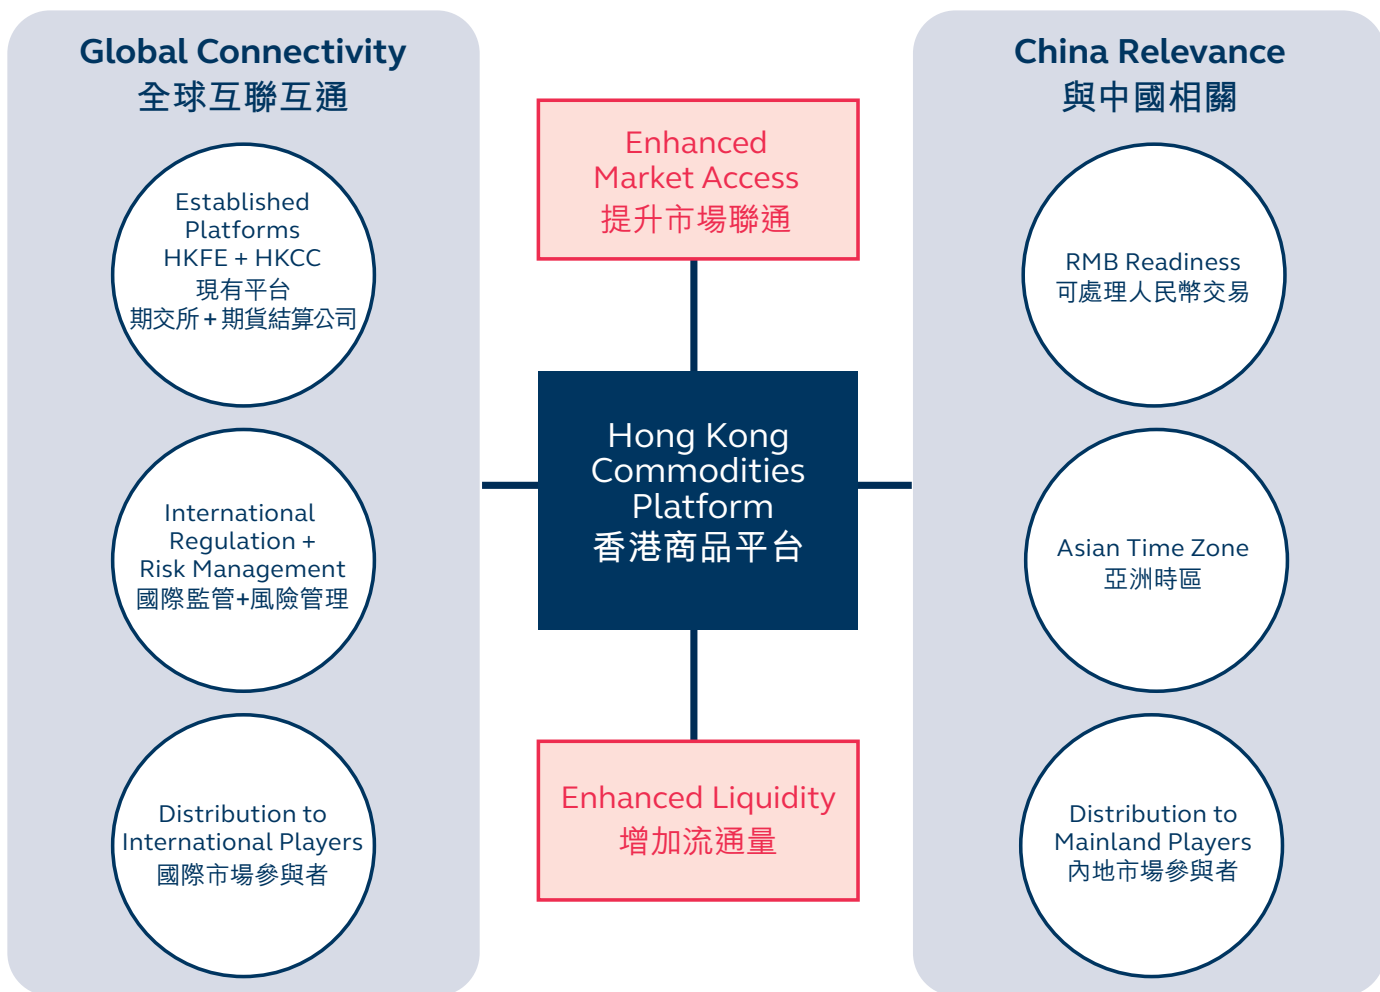 Global Connectivity
全球互聯互通
Established
Platforms
HKFE + HKCC
現有平台
期交所 + 期貨結算公司
International
Regulation +
Risk Management
國際監管+風險管理
Distribution to
International Players
國際市場參與者
Enhanced
Market Access
提升市場聯通
Hong Kong
Commodities
Platform
香港商品平台
Enhanced Liquidity
增加流通量
China Relevance
與中國相關
RMB Readiness
可處理人民幣交易
Asian Time Zone
亞洲時區
Distribution to
Mainland Players
內地市場參與者